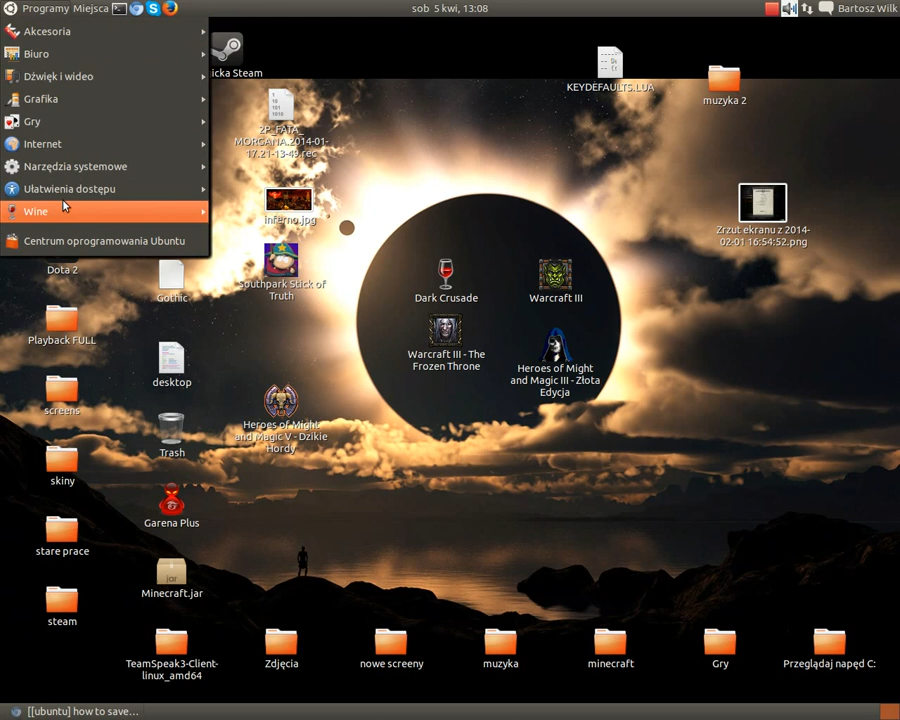 Programy Miejsca
sob 5 kwi, 13:08
Bartosz Wilk
Akcesoria
Biuro
Dźwięk i wideo
Grafika
Gry
Internet
Narzędzia systemowe
Ułatwienia dostępu
Wine
Centrum oprogramowania Ubuntu
icka Steam
2P_FATA_
MORGANA.2014-01-
17.21-13-49.rec
inferno.jpg
Southpark Stick of
Truth
Heroes of Might
and Magic V - Dzikie
Hordy
KEYDEFAULTS.LUA
muzyka 2
Zrzut ekranu z 2014-
02-01 16:54:52.png
Dark Crusade
Warcraft III
Warcraft III - The
Frozen Throne
Heroes of Might
and Magic III - Złota
Edycja
Dota 2
Playback FULL
screens
skiny
stare prace
steam
Gothic
desktop
Trash
Garena Plus
jar
Minecraft.jar
TeamSpeak3-Client-
linux_amd64
Zdjęcia
nowe screeny
muzyka
minecraft
Gry
Przeglądaj napęd C:
[[ubuntu] how to save...